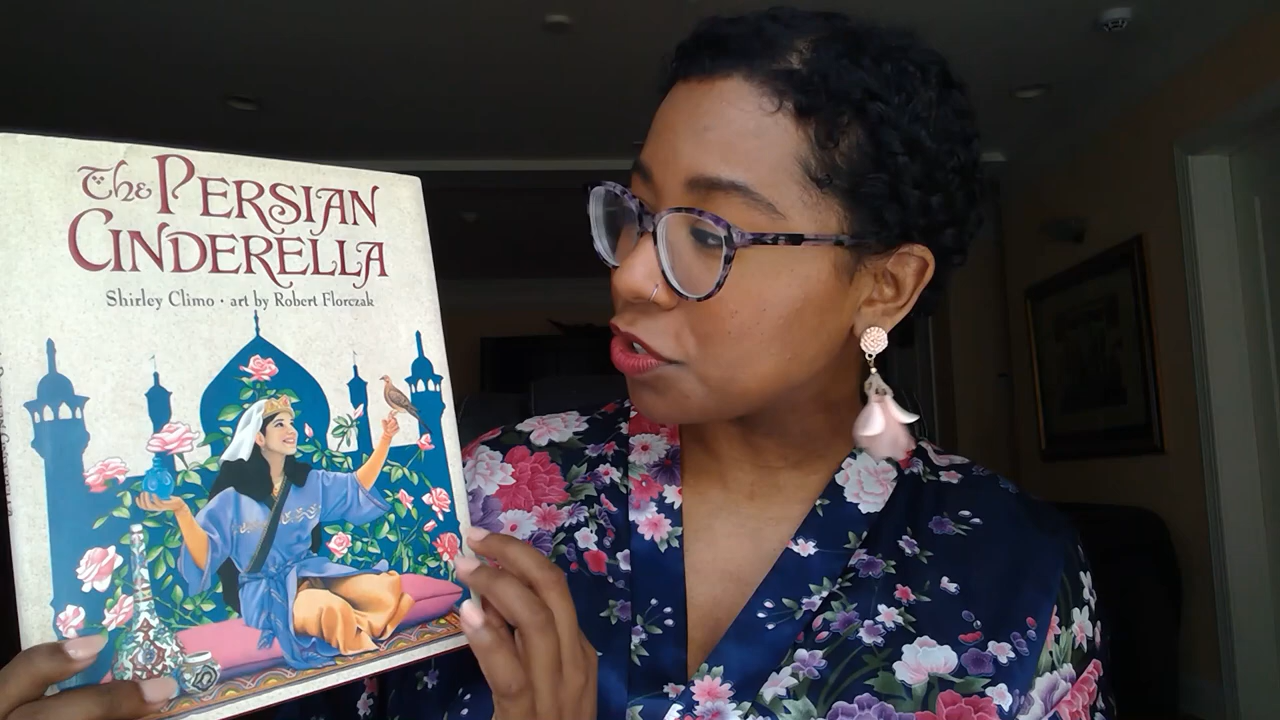 The PERSIAN
CINDERELLA
Shirley Climo • art by Robert Florczak